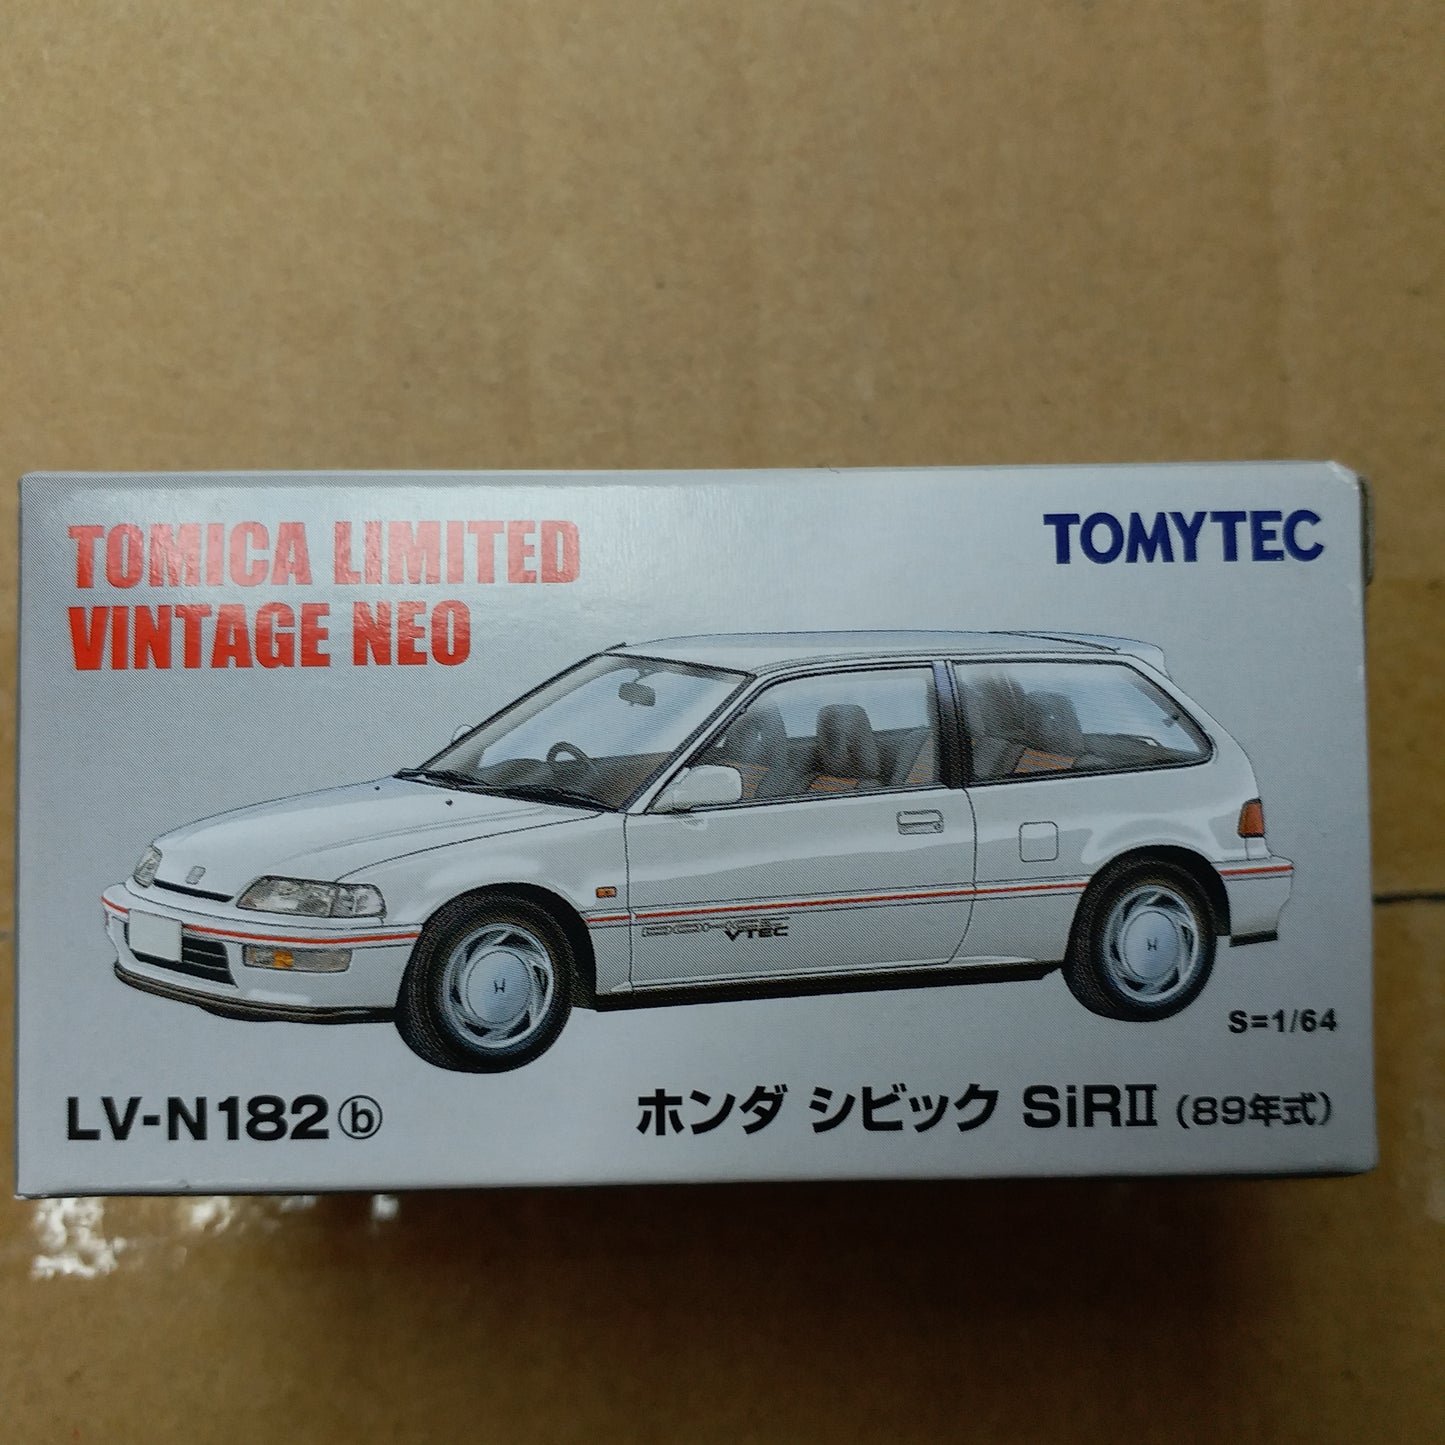 TOMICA LIMITED
VINTAGE NEO
TOMYTEC
DOHC
VTEC
S=1/64
LV-N182ⓑ
ホンダ シビック SiRⅡ (89年式)